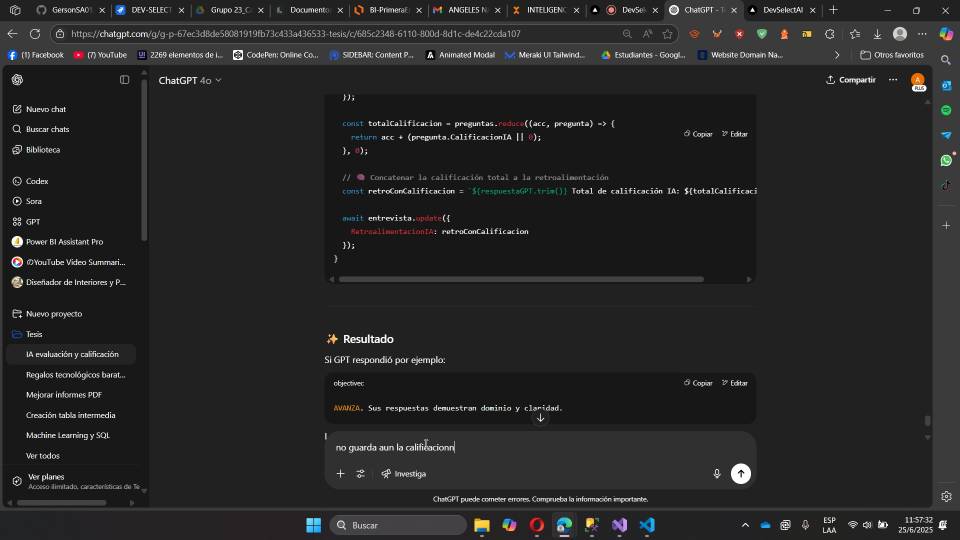 GersonSA01
DEV-SELECT
Grupo 23_Ca
Documento
BI-PrimeraE
ANGELES NA
INTELIGENC
DevSele
ChatGPT - Te
DevSelectAI
https://chatgpt.com/g/g-p-67ec3d8de58081919fb73c433a436533-tesis/c/685c2348-6110-800d-8d1c-de4c22cda107
(1) Facebook
(7) YouTube
2269 elementos de i...
CodePen: Online Co...
SIDEBAR: Content P...
Animated Modal
Meraki UI Tailwind...
Estudiantes - Googl...
Website Domain Na...
Otros favoritos
ChatGPT 4o
Compartir
PLUS
Nuevo chat
Buscar chats
Biblioteca
Codex
Sora
GPT
Power BI Assistant Pro
YouTube Video Summari...
Diseñador de Interiores y P...
Nuevo proyecto
Tesis
IA evaluación y calificación
Regalos tecnológicos barat...
Mejorar informes PDF
Creación tabla intermedia
Machine Learning y SQL
Ver todos
Ver planes
Acceso ilimitado, características de Te
});
const totalCalificacion = preguntas.reduce((acc, pregunta) => {
Copiar
Editar
return acc + (pregunta.CalificacionIA || 0);
}, 0);
// 🧠 Concatenar la calificación total a la retroalimentación
const retroConCalificacion = `${respuestaGPT.trim()} Total de calificación IA: ${totalCalificaci
await entrevista.update({
RetroalimentacionIA: retroConCalificacion
});
}
✨ Resultado
Si GPT respondió por ejemplo:
objectivec
Copiar
Editar
AVANZA. Sus respuestas demuestran dominio y claridad.
no guarda aun la calificacionn
Investiga
ChatGPT puede cometer errores. Comprueba la información importante.
Buscar
ESP
LAA
11:57:32
25/6/2025